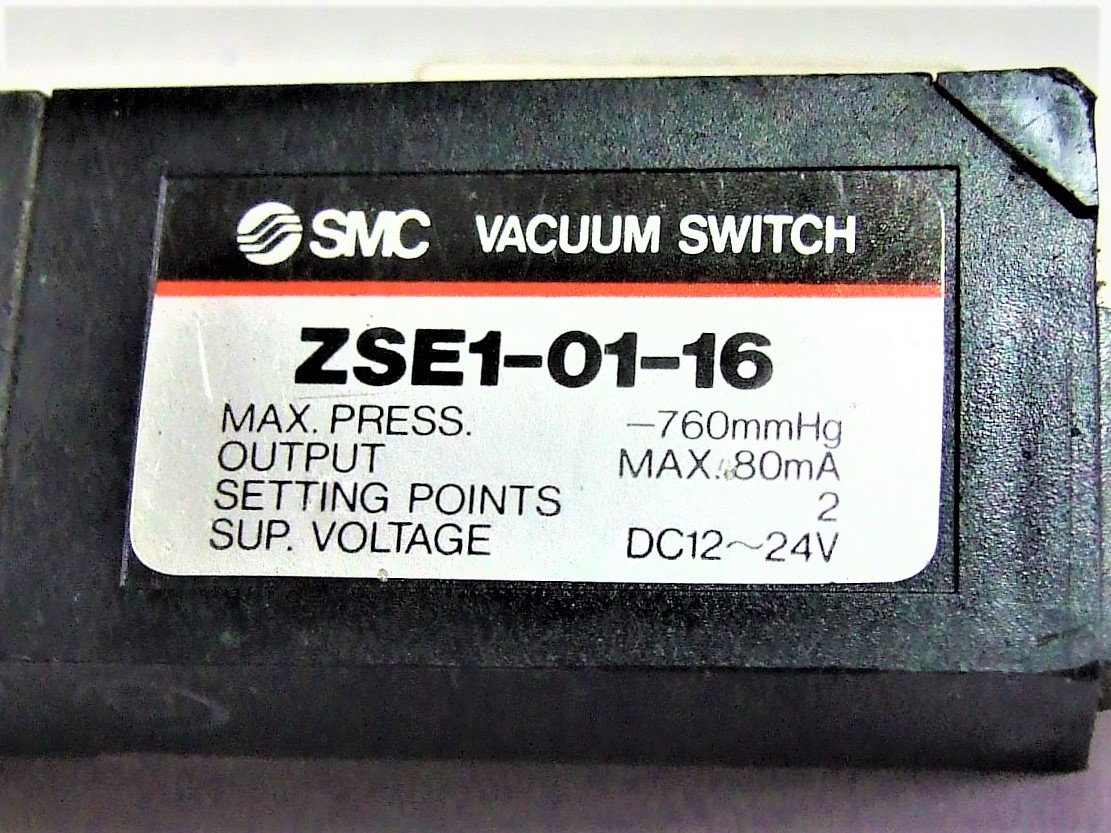 SMC VACUUM SWITCH
ZSE1-01-16
MAX. PRESS. -760mmHg
OUTPUT MAX. 80mA
SETTING POINTS 2
SUP. VOLTAGE DC12~24V